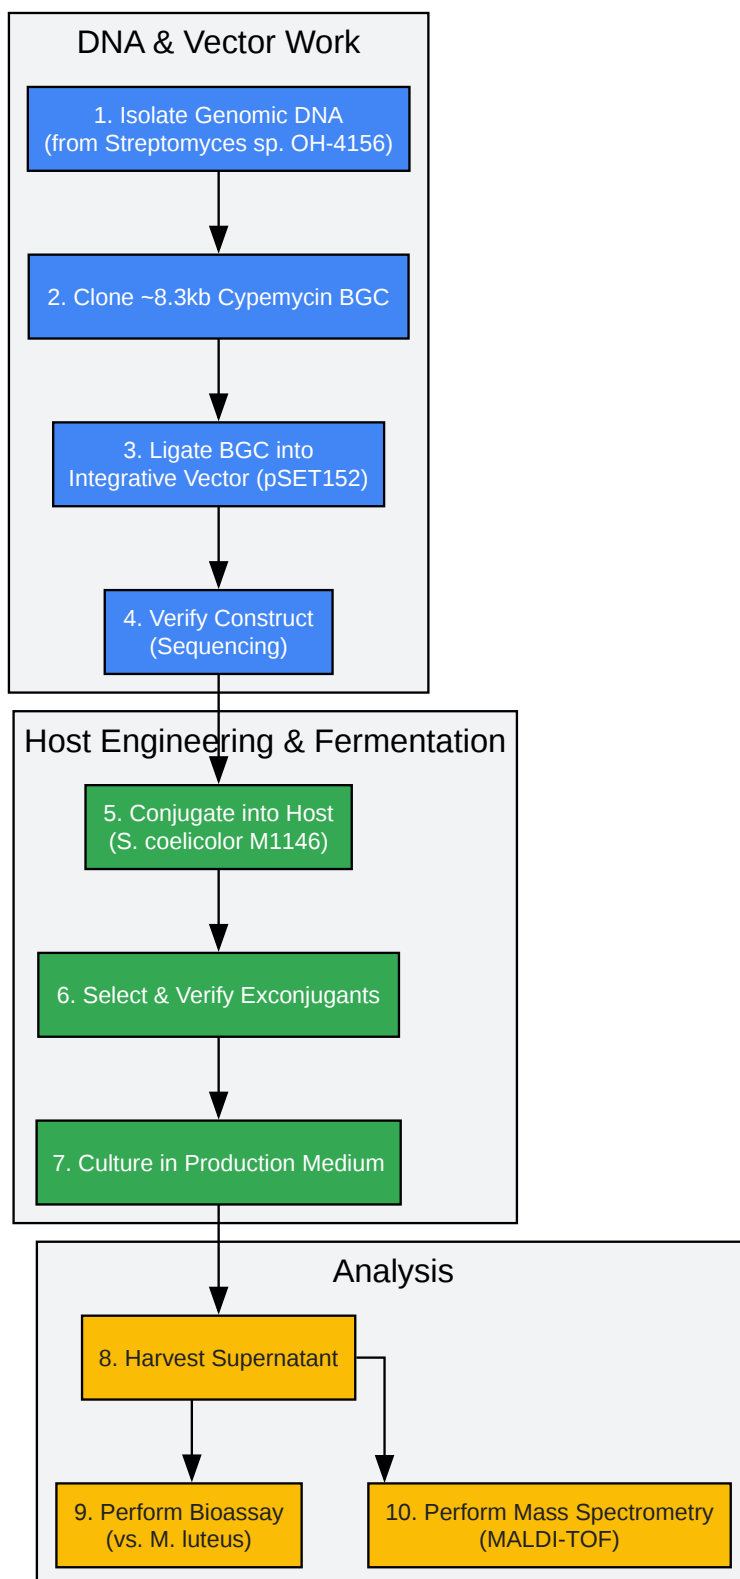 DNA & Vector Work
1. Isolate Genomic DNA
(from Streptomyces sp. OH-4156)
2. Clone ~8.3kb Cypemycin BGC
3. Ligate BGC into
Integrative Vector (pSET152)
4. Verify Construct
(Sequencing)
Host Engineering & Fermentation
5. Conjugate into Host
(S. coelicolor M1146)
6. Select & Verify Exconjugants
7. Culture in Production Medium
Analysis
8. Harvest Supernatant
9. Perform Bioassay
(vs. M. luteus)
10. Perform Mass Spectrometry
(MALDI-TOF)